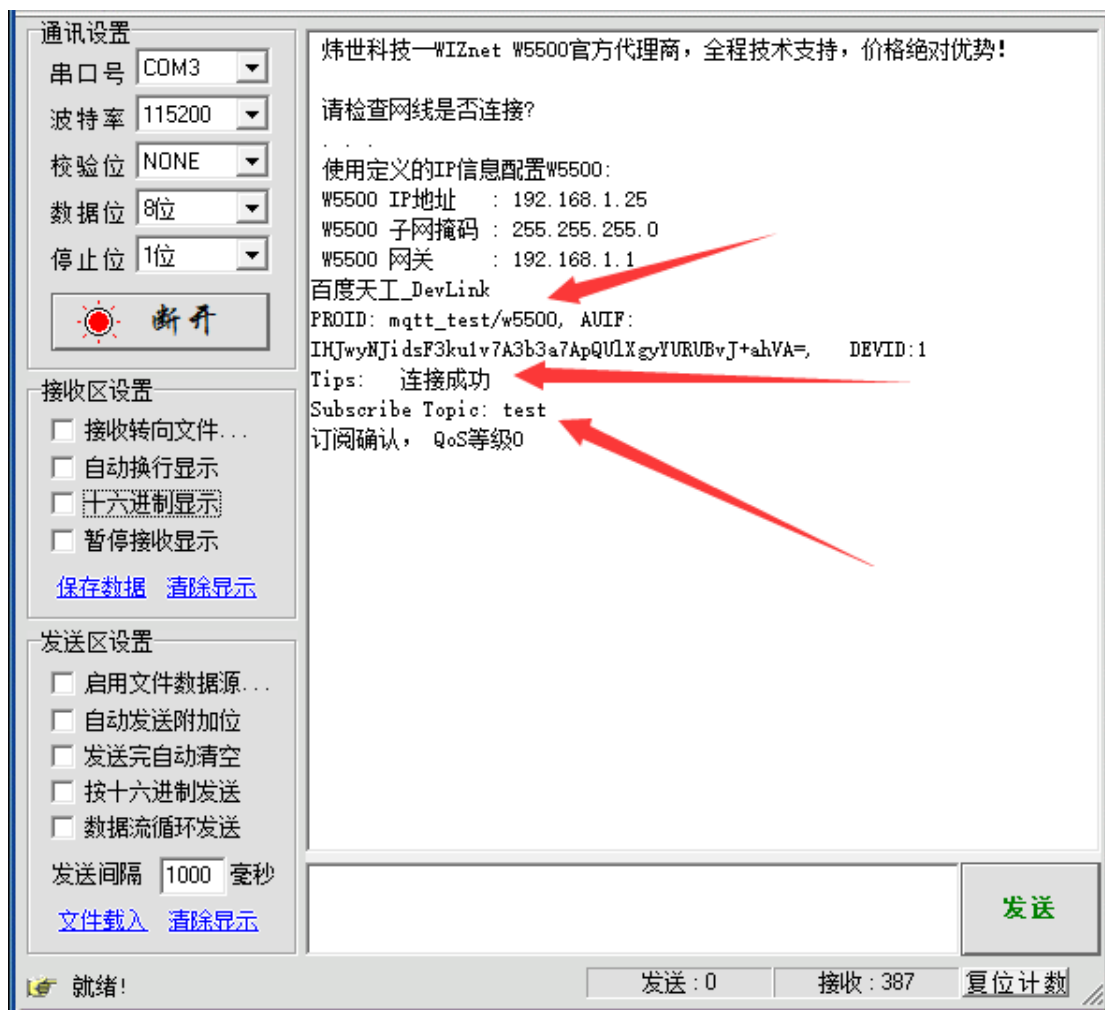 通讯设置
串口号 COM3
波特率 115200
校验位 NONE
数据位 8位
停止位 1位
断开
接收区设置
接收转向文件...
自动换行显示
十六进制显示
暂停接收显示
保存数据 清除显示
发送区设置
启用文件数据源...
自动发送附加位
发送完自动清空
按十六进制发送
数据流循环发送
发送间隔 1000 毫秒
文件载入 清除显示
炜世科技—WIZnet W5500官方代理商，全程技术支持，价格绝对优势!
请检查网线是否连接?
. . .
使用定义的IP信息配置W5500:
W5500 IP地址 : 192.168.1.25
W5500 子网掩码 : 255.255.255.0
W5500 网关 : 192.168.1.1
百度天工_DevLink
PROID: mqtt_test/w5500, AUIF:
IHJwyNJidsF3ku1v7A3b3a7ApQUlXgyYURUBvJ+ahVA=, DEVID:1
Tips: 连接成功
Subscribe Topic: test
订阅确认， QoS等级0
发送
就绪!
发送 : 0
接收 : 387
复位计数